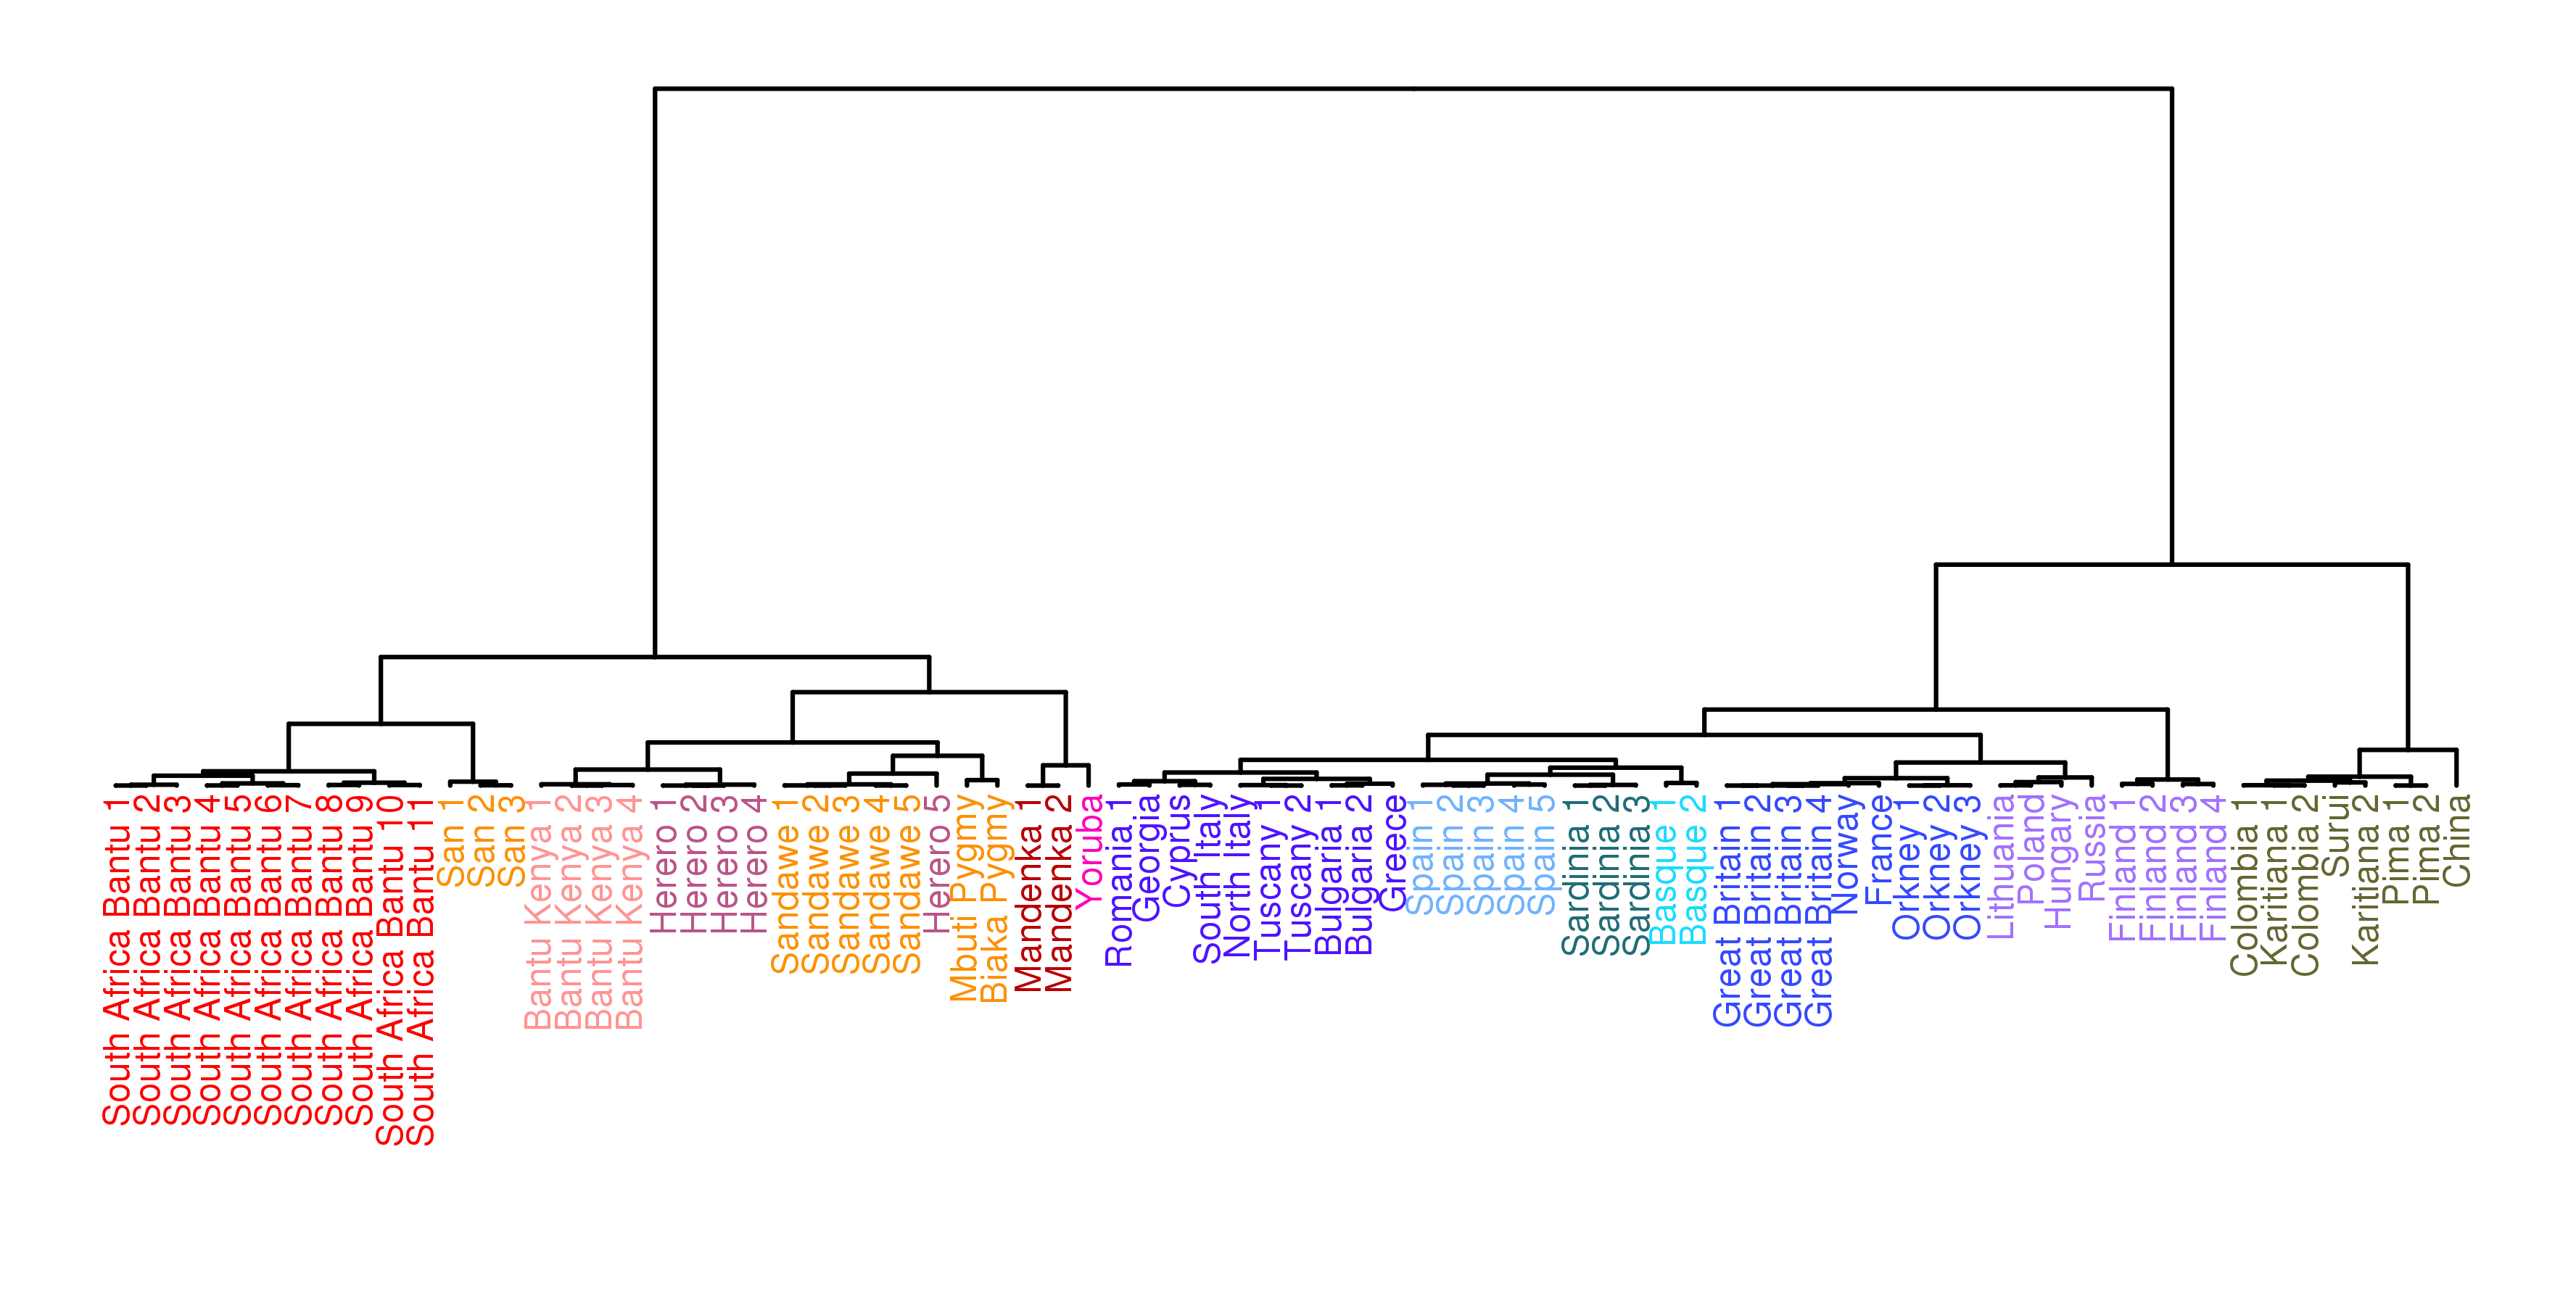 South Africa Bantu 1
South Africa Bantu 2
South Africa Bantu 3
South Africa Bantu 4
South Africa Bantu 5
South Africa Bantu 6
South Africa Bantu 7
South Africa Bantu 8
South Africa Bantu 9
South Africa Bantu 10
South Africa Bantu 11
San 1
San 2
San 3
Bantu Kenya 1
Bantu Kenya 2
Bantu Kenya 3
Bantu Kenya 4
Herero 1
Herero 2
Herero 3
Herero 4
Sandawe 1
Sandawe 2
Sandawe 3
Sandawe 4
Sandawe 5
Herero 5
Mbuti Pygmy
Biaka Pygmy
Mandenka 1
Mandenka 2
Yoruba
Romania 1
Georgia
Cyprus
South Italy
North Italy
Tuscany 1
Tuscany 2
Bulgaria 1
Bulgaria 2
Greece
Spain 1
Spain 2
Spain 3
Spain 4
Spain 5
Sardinia 1
Sardinia 2
Sardinia 3
Basque 1
Basque 2
Great Britain 1
Great Britain 2
Great Britain 3
Great Britain 4
Norway
France
Orkney 1
Orkney 2
Orkney 3
Lithuania
Poland
Hungary
Russia
Finland 1
Finland 2
Finland 3
Finland 4
Colombia 1
Karitiana 1
Colombia 2
Surui
Karitiana 2
Pima 1
Pima 2
China